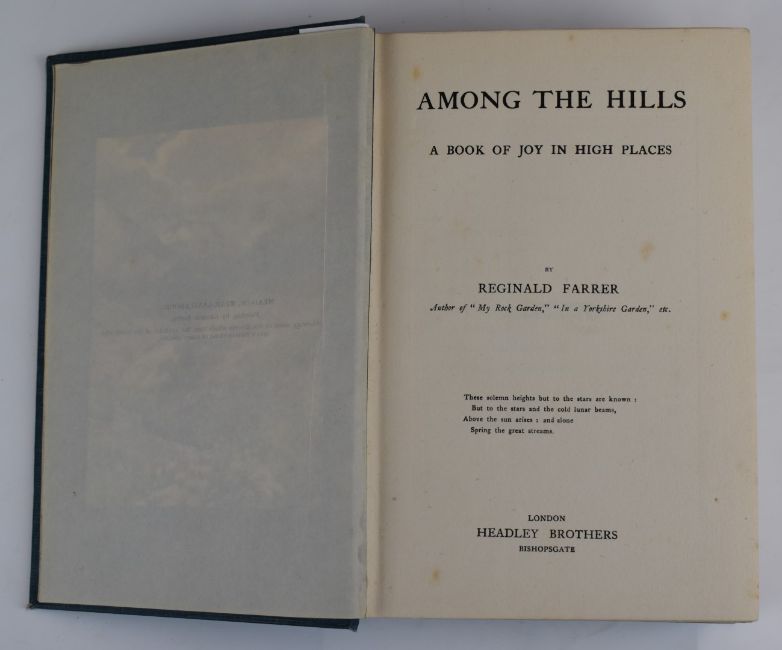 AMONG THE HILLS
A BOOK OF JOY IN HIGH PLACES
BY
REGINALD FARRER
Author of "My Rock Garden," "In a Yorkshire Garden," etc.
These solemn heights but to the stars are known :
But to the stars and the cold lunar beams,
Above the sun arises : and alone
Spring the great streams.
LONDON
HEADLEY BROTHERS
BISHOPSGATE